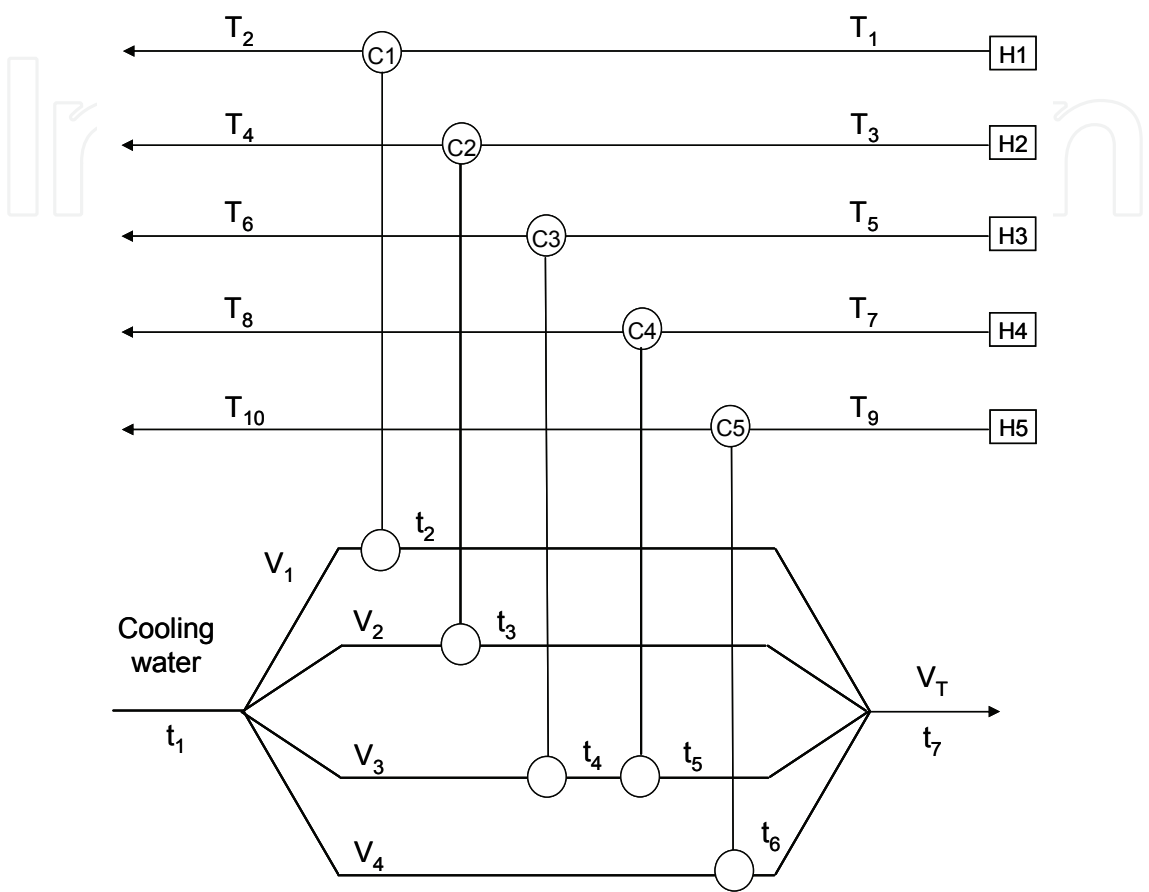 T2 C1 T1 H1
T4 C2 T3 H2
T6 C3 T5 H3
T8 C4 T7 H4
T10 C5 T9 H5
t2
V1
V2 t3
Cooling
water
VT
t1
t7
V3 t4 t5
t6
V4